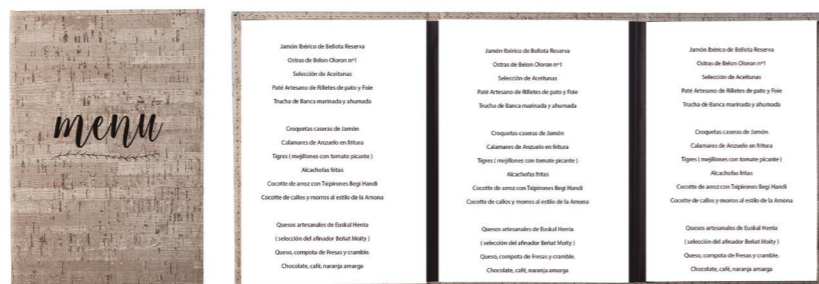 menu
Jamón Ibérico de Bellota Reserva
Ostras de Belon Oloron nº1
Selección de Aceitunas
Paté Artesano de Rilletes de pato y Foie
Trucha de Banca marinada y ahumada
Croquetas caseras de Jamón
Calamares de Anzuelo en fritura
Tigres ( mejillones con tomate picante )
Alcachofas fritas
Cocotte de arroz con Txipirones Begi Handi
Cocotte de callos y morros al estilo de la Amona
Quesos artesanales de Euskal Herria
( selección del afinador Beñat Moity )
Queso, compota de Fresas y cramble.
Chocolate, café, naranja amarga
Jamón Ibérico de Bellota Reserva
Ostras de Belon Oloron nº1
Selección de Aceitunas
Paté Artesano de Rilletes de pato y Foie
Trucha de Banca marinada y ahumada
Croquetas caseras de Jamón
Calamares de Anzuelo en fritura
Tigres ( mejillones con tomate picante )
Alcachofas fritas
Cocotte de arroz con Txipirones Begi Handi
Cocotte de callos y morros al estilo de la Amona
Quesos artesanales de Euskal Herria
( selección del afinador Beñat Moity )
Queso, compota de Fresas y cramble.
Chocolate, café, naranja amarga
Jamón Ibérico de Bellota Reserva
Ostras de Belon Oloron nº1
Selección de Aceitunas
Paté Artesano de Rilletes de pato y Foie
Trucha de Banca marinada y ahumada
Croquetas caseras de Jamón
Calamares de Anzuelo en fritura
Tigres ( mejillones con tomate picante )
Alcachofas fritas
Cocotte de arroz con Txipirones Begi Handi
Cocotte de callos y morros al estilo de la Amona
Quesos artesanales de Euskal Herria
( selección del afinador Beñat Moity )
Queso, compota de Fresas y cramble.
Chocolate, café, naranja amarga